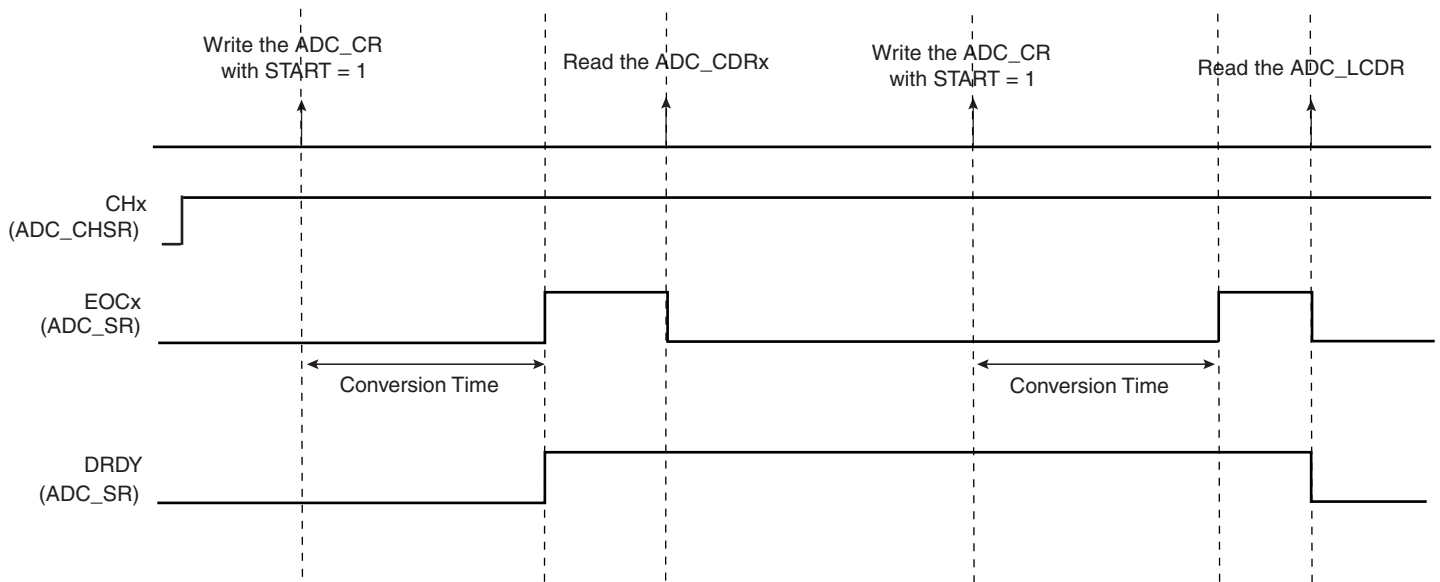 Write the ADC_CR
with START = 1
Read the ADC_CDRx
Write the ADC_CR
with START = 1
Read the ADC_LCDR
CHx
(ADC_CHSR)
EOCx
(ADC_SR)
Conversion Time
Conversion Time
DRDY
(ADC_SR)